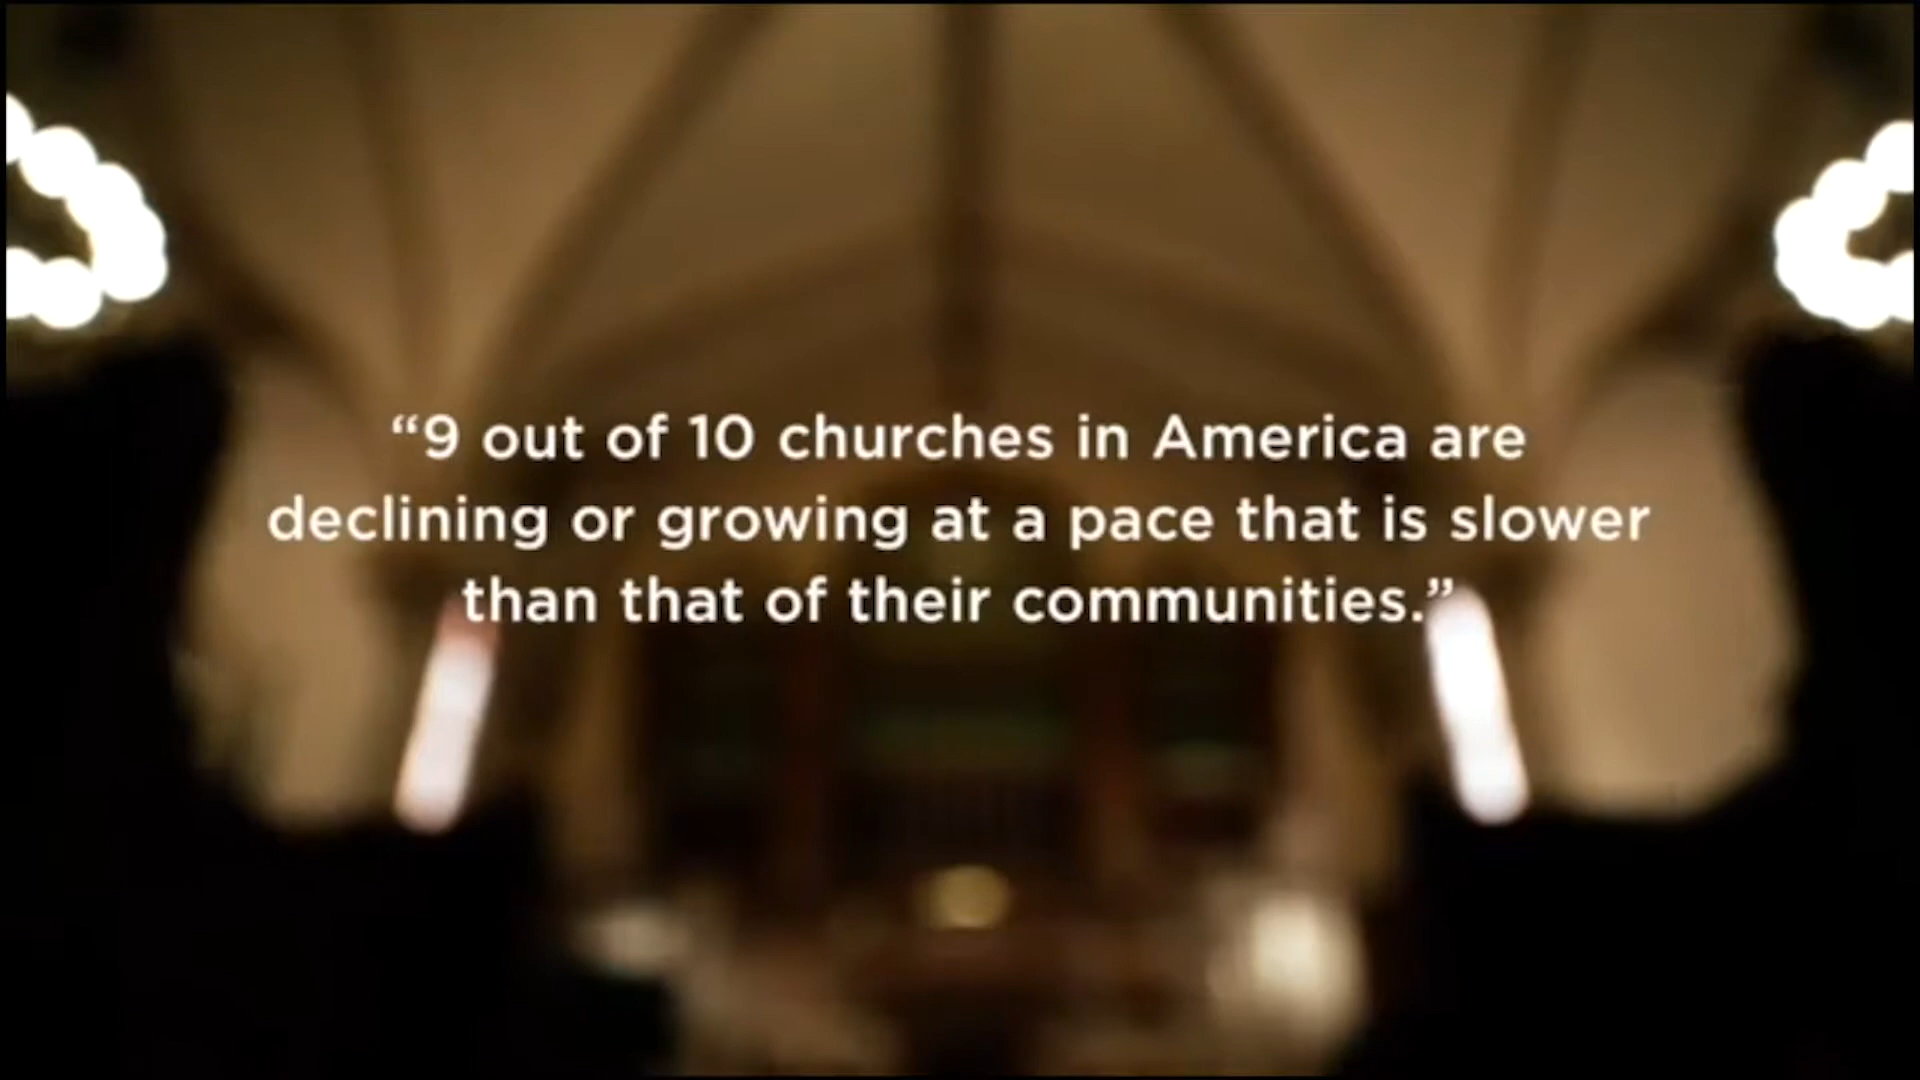 “9 out of 10 churches in America are
declining or growing at a pace that is slower
than that of their communities.”